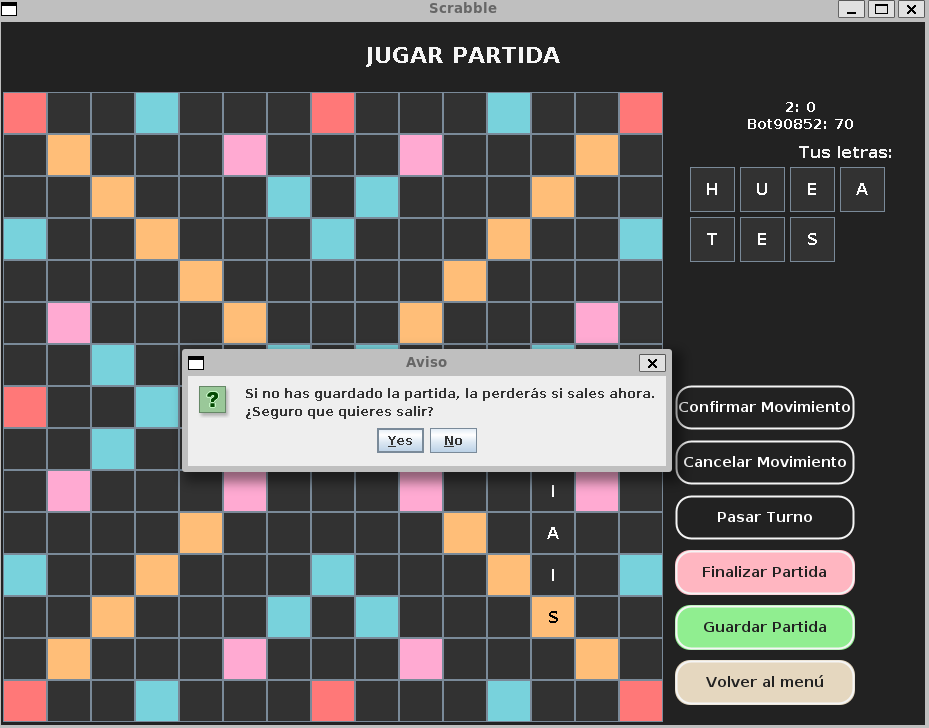 Scrabble
JUGAR PARTIDA
2: 0
Bot90852: 70
Tus letras:
H U E A
T E S
Aviso
Si no has guardado la partida, la perderás si sales ahora.
¿Seguro que quieres salir?
Yes No
Confirmar Movimiento
Cancelar Movimiento
I
Pasar Turno
A
Finalizar Partida
I
S
Guardar Partida
Volver al menú